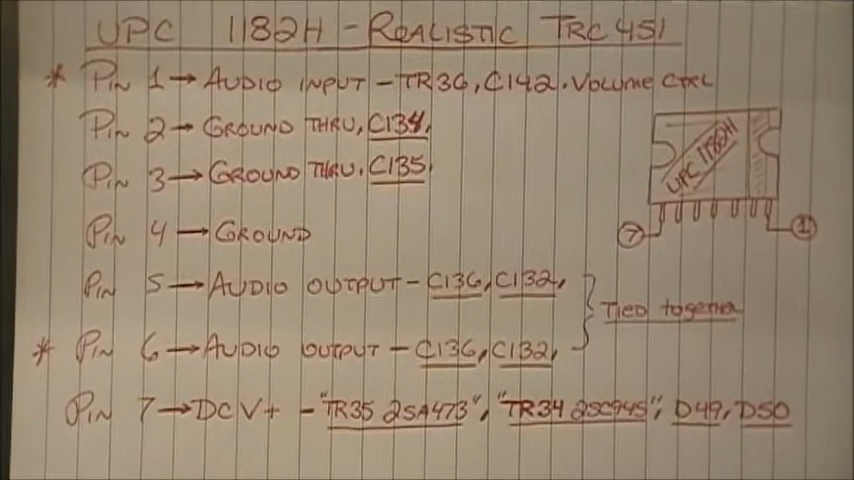 UPC 1182H - REALISTIC TRC 451
* PIN 1 → AUDIO INPUT - TR36, C142, VOLUME CTRL
PIN 2 → GROUND THRU, C134,
PIN 3 → GROUND THRU, C135,
PIN 4 → GROUND
PIN 5 → AUDIO OUTPUT - C136, C132,
Tied together
* PIN 6 → AUDIO OUTPUT - C136, C132,
PIN 7 → DC V+ - "TR35 2SA473", "TR34 2SC945", D49, D50
UPC 1182H
7
1